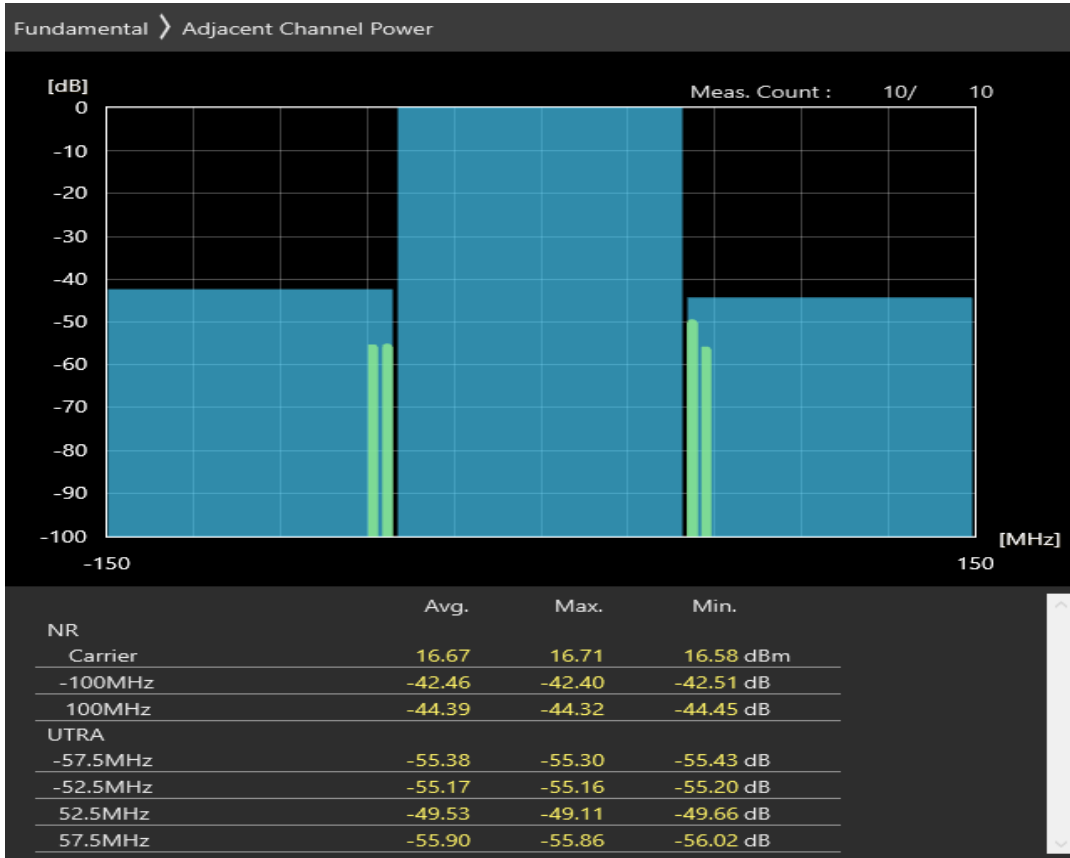 Fundamental ❭ Adjacent Channel Power
[dB]
Meas. Count : 10/ 10
0
-10
-20
-30
-40
-50
-60
-70
-80
-90
-100
[MHz]
-150 150
Avg. Max. Min.
NR
Carrier 16.67 16.71 16.58 dBm
-100MHz -42.46 -42.40 -42.51 dB
100MHz -44.39 -44.32 -44.45 dB
UTRA
-57.5MHz -55.38 -55.30 -55.43 dB
-52.5MHz -55.17 -55.16 -55.20 dB
52.5MHz -49.53 -49.11 -49.66 dB
57.5MHz -55.90 -55.86 -56.02 dB